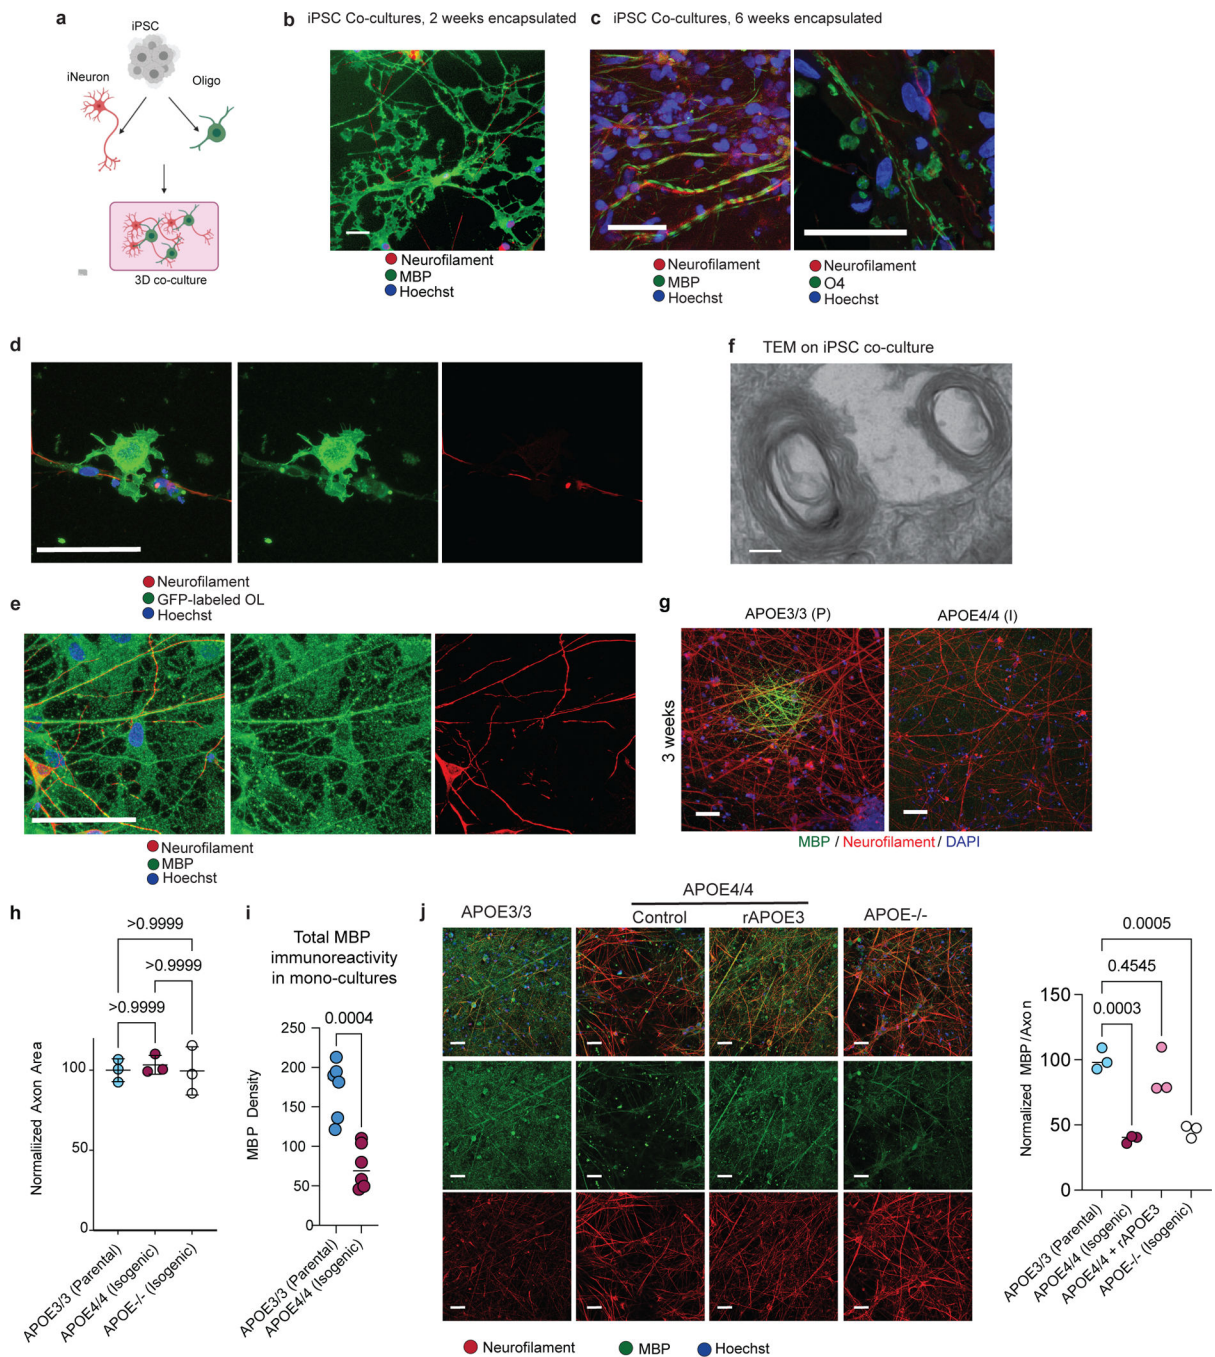 a
iPSC
iNeuron
Oligo
3D co-culture
b iPSC Co-cultures, 2 weeks encapsulated
Neurofilament
MBP
Hoechst
c iPSC Co-cultures, 6 weeks encapsulated
Neurofilament
MBP
Hoechst
Neurofilament
O4
Hoechst
d
Neurofilament
GFP-labeled OL
Hoechst
e
Neurofilament
MBP
Hoechst
f TEM on iPSC co-culture
g
APOE3/3 (P) APOE4/4 (I)
3 weeks
MBP / Neurofilament / DAPI
h
>0.9999
>0.9999
>0.9999
Normaliized Axon Area
100
50
0
APOE3/3 (Parental)
APOE4/4 (Isogenic)
APOE-/- (Isogenic)
i
Total MBP
immunoreactivity
in mono-cultures
0.0004
MBP Density
250
200
150
100
50
0
APOE3/3 (Parental)
APOE4/4 (Isogenic)
j
APOE3/3
APOE4/4
Control rAPOE3
APOE-/-
Neurofilament MBP Hoechst
0.0005
0.4545
0.0003
Normalized MBP/Axon
150
100
50
0
APOE3/3 (Parental)
APOE4/4 (Isogenic)
APOE4/4 + rAPOE3
APOE-/- (Isogenic)